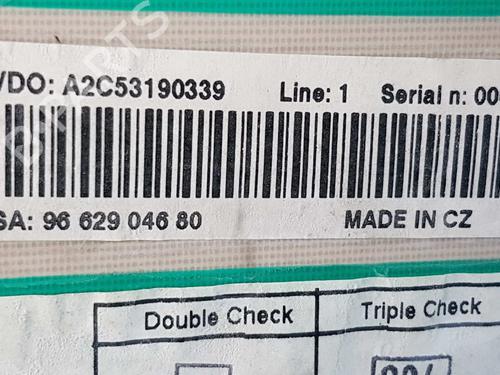 VDO: A2C53190339 Line: 1 Serial n: 00
SA: 96 629 046 80 MADE IN CZ
Double Check Triple Check